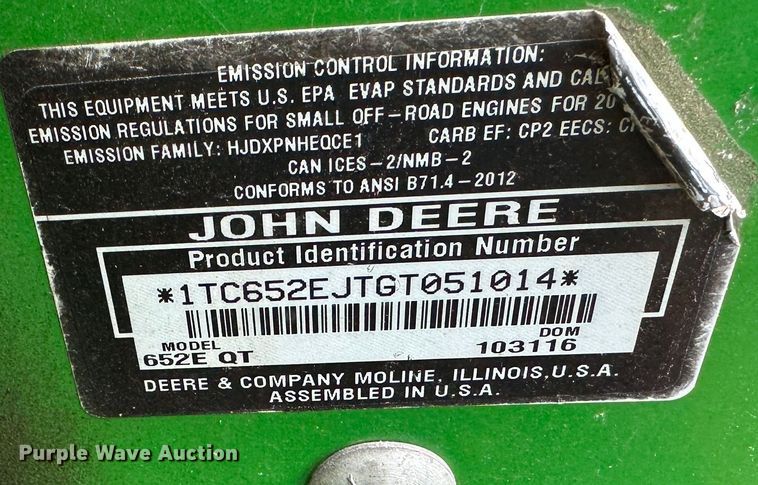 EMISSION CONTROL INFORMATION:
THIS EQUIPMENT MEETS U.S. EPA EVAP STANDARDS AND CAL
EMISSION REGULATIONS FOR SMALL OFF-ROAD ENGINES FOR 20
EMISSION FAMILY: HJDXPNHEQCE1 CARB EF: CP2 EECS:
CAN ICES-2/NMB-2
CONFORMS TO ANSI B71.4-2012
JOHN DEERE
Product Identification Number
*1TC652EJTGT051014*
MODEL DOM
652E QT 103116
DEERE & COMPANY MOLINE, ILLINOIS, U.S.A.
ASSEMBLED IN U.S.A.
Purple Wave Auction